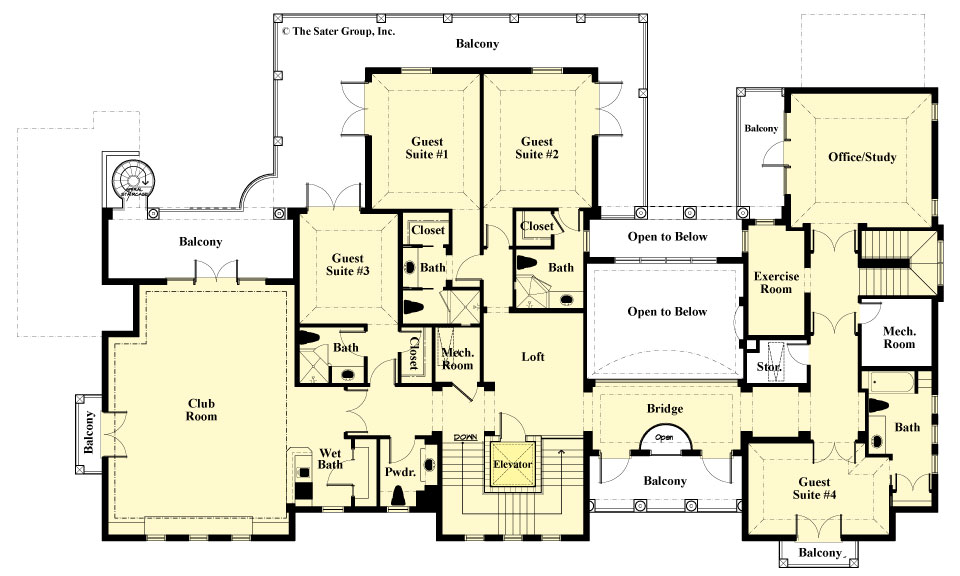 © The Sater Group, Inc.
Balcony
Guest
Suite #1
Guest
Suite #2
Balcony
Office/Study
SPIRAL
STAIRCASE
Balcony
Guest
Suite #3
Closet
Bath
Closet
Bath
Open to Below
Exercise
Room
Open to Below
Mech.
Room
Bath
Closet
Mech.
Room
Loft
Stor.
Club
Room
Balcony
Bridge
Open
Bath
DOWN
Elevator
Wet
Bath
Pwdr.
Balcony
Guest
Suite #4
Balcony